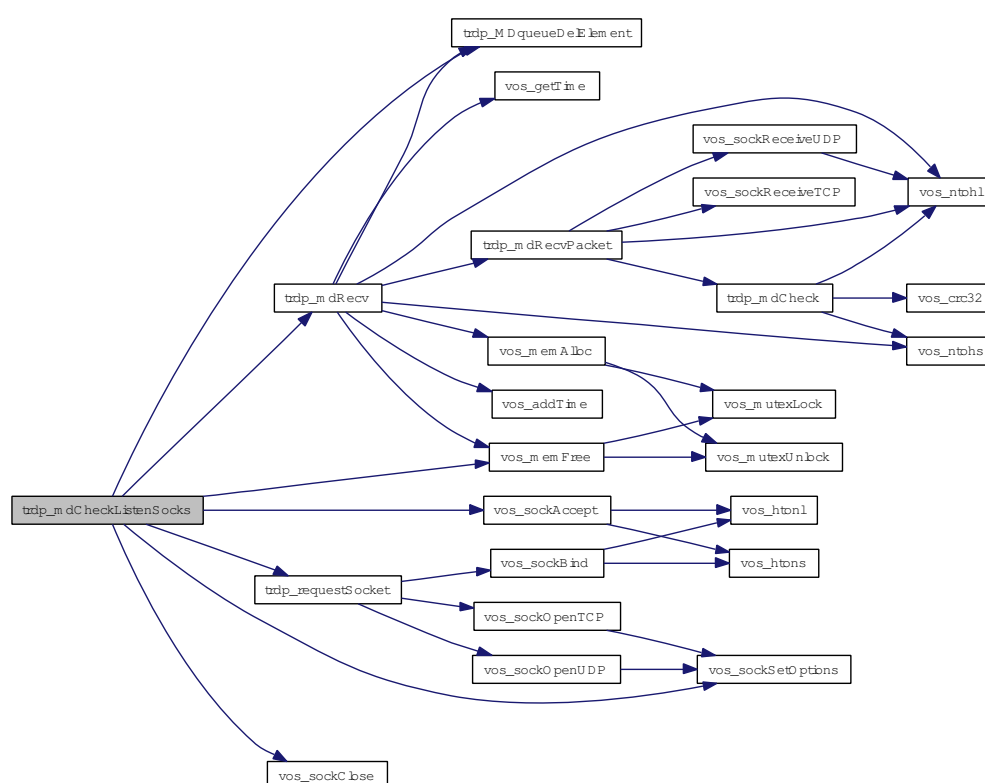 trdp_MDqueueDelElement
vos_getTime
vos_sockReceiveUDP
vos_sockReceiveTCP
vos_ntohl
trdp_mdRecvPacket
trdp_mdRecv
trdp_mdCheck
vos_crc32
vos_memAlloc
vos_ntohs
vos_addTime
vos_mutexLock
vos_memFree
vos_mutexUnlock
trdp_mdCheckListenSocks
vos_sockAccept
vos_htonl
vos_sockBind
vos_htons
trdp_requestSocket
vos_sockOpenTCP
vos_sockOpenUDP
vos_sockSetOptions
vos_sockClose